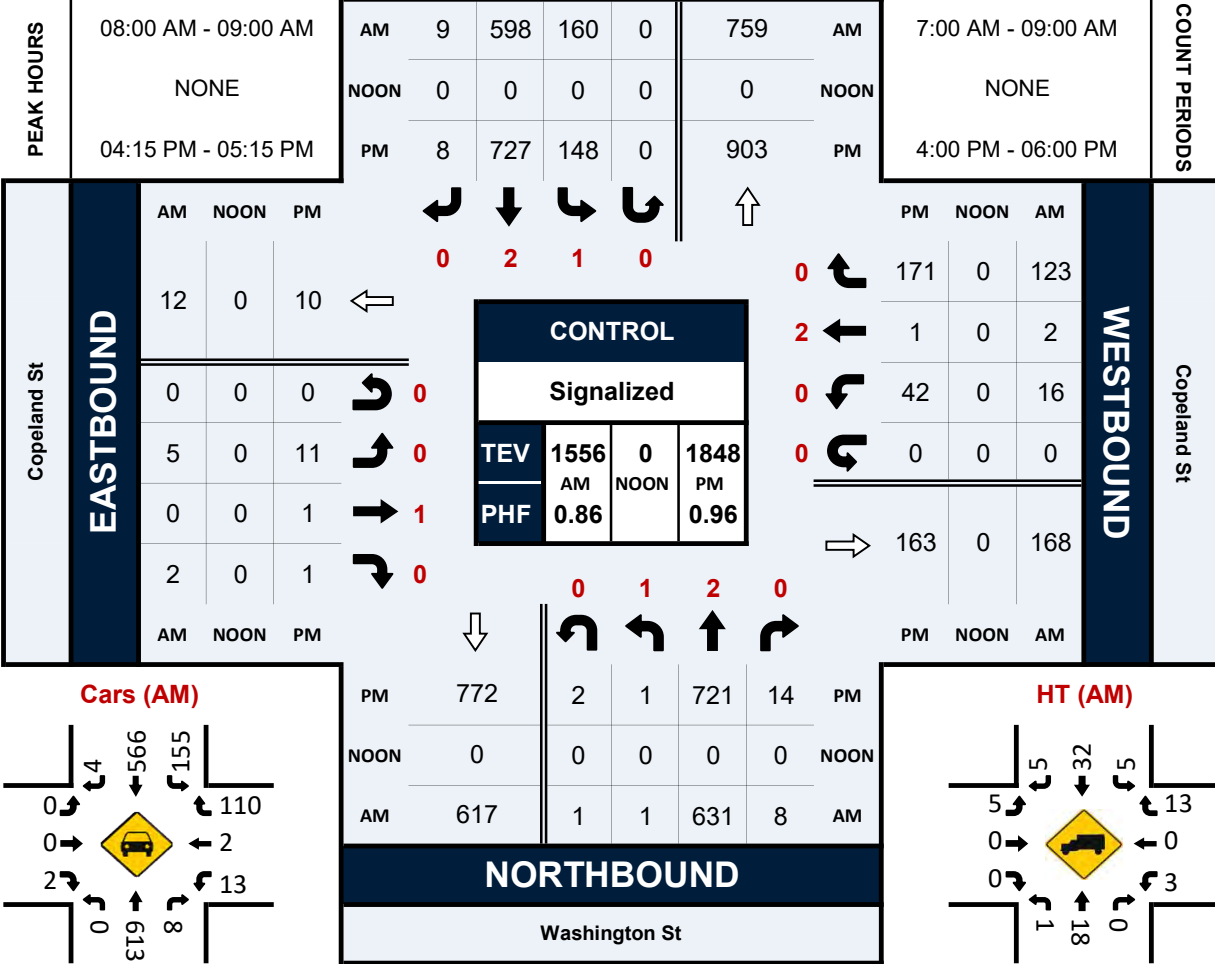 PEAK HOURS
08:00 AM - 09:00 AM
NONE
04:15 PM - 05:15 PM
AM 9 598 160 0 759 AM
NOON 0 0 0 0 0 NOON
PM 8 727 148 0 903 PM
7:00 AM - 09:00 AM
NONE
4:00 PM - 06:00 PM
COUNT PERIODS
0 2 1 0
Copeland St
EASTBOUND
AM NOON PM
12 0 10
0 0 0 0
5 0 11 0
0 0 1 1
2 0 1 0
AM NOON PM
CONTROL
Signalized
TEV 1556 0 1848
AM NOON PM
PHF 0.86 0.96
PM NOON AM
0 171 0 123
2 1 0 2
0 42 0 16
0 0 0 0
163 0 168
PM NOON AM
WESTBOUND
Copeland St
0 1 2 0
PM 772 2 1 721 14 PM
NOON 0 0 0 0 0 NOON
AM 617 1 1 631 8 AM
NORTHBOUND
Washington St
Cars (AM)
4 566 155
0 110
0 2
2 13
0 613 8
HT (AM)
5 32 5
5 13
0 0
0 3
1 18 0